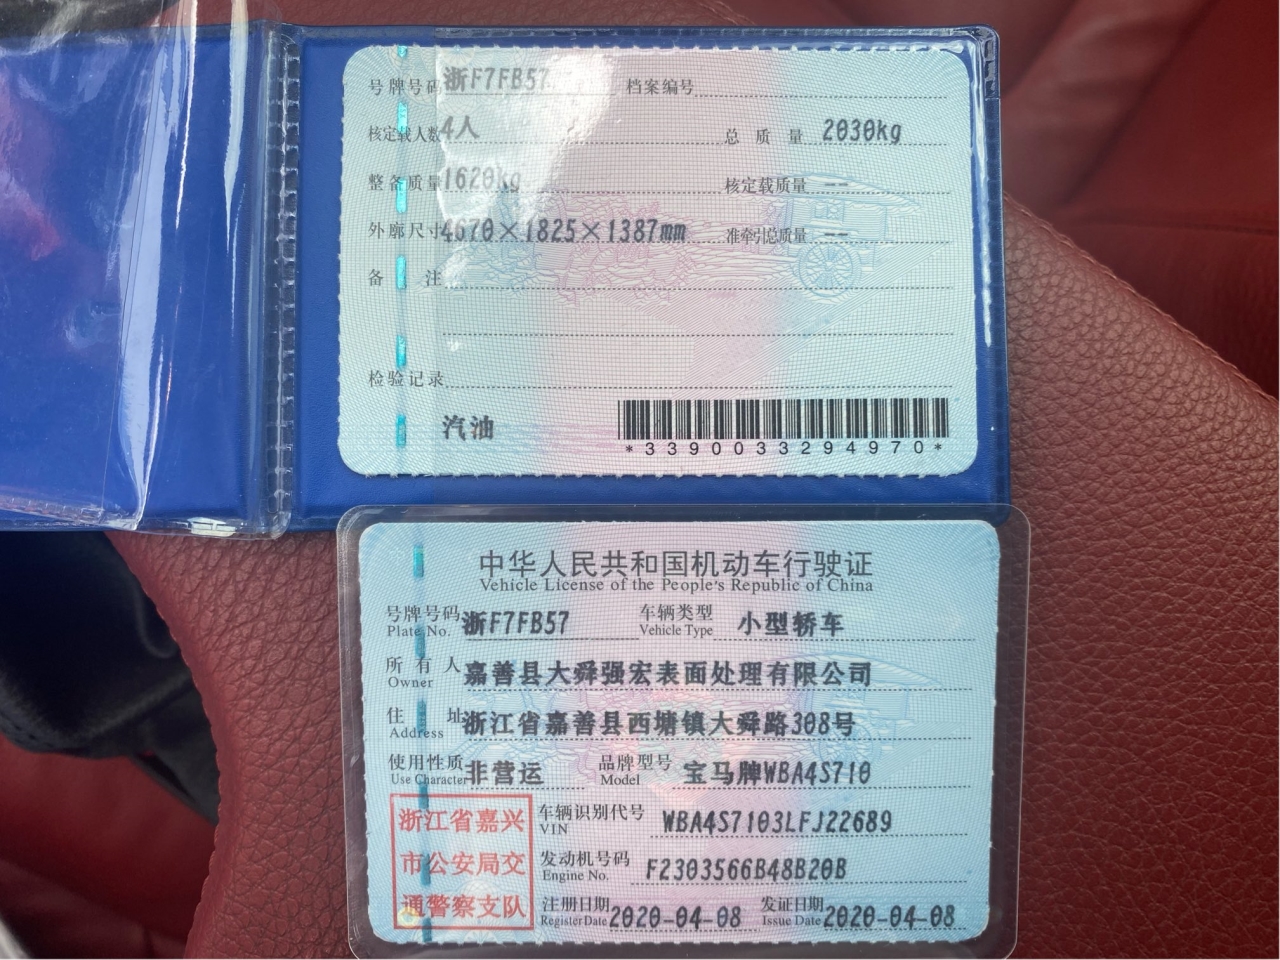 号牌号码 浙F7FB57 档案编号
核定载人数 4人 总质量 2030kg
整备质量 1620kg 核定载质量 --
外廓尺寸 4670×1825×1387mm 准牵引总质量 --
备注
检验记录
汽油
*3390033294970*
中华人民共和国机动车行驶证
Vehicle License of the People's Republic of China
号牌号码 浙F7FB57 车辆类型 小型轿车
Plate No. Vehicle Type
所有人 嘉善县大舜强宏表面处理有限公司
Owner
住址 浙江省嘉善县西塘镇大舜路308号
Address
使用性质 非营运 品牌型号 宝马牌WBA4S710
Use Character Model
浙江省嘉兴
市公安局交
通警察支队
车辆识别代号 WBA4S7103LFJ22689
VIN
发动机号码 F2303566B48B20B
Engine No.
注册日期 2020-04-08 发证日期 2020-04-08
Register Date Issue Date